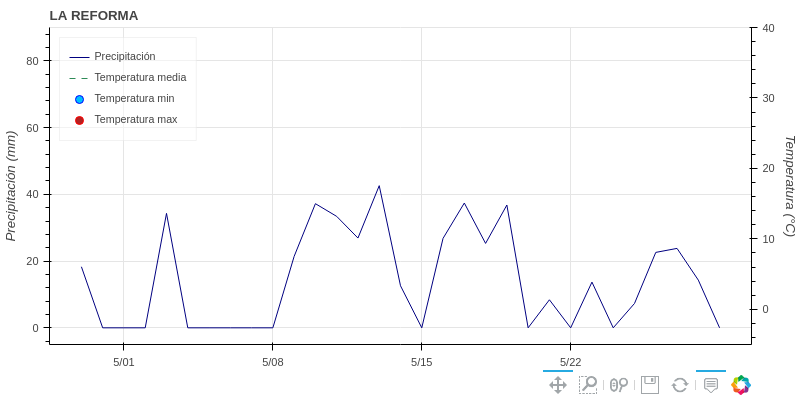 LA REFORMA
Precipitación
Temperatura media
Temperatura min
Temperatura max
Precipitación (mm)
80
60
40
20
0
40
30
20
10
0
Temperatura (°C)
5/01
5/08
5/15
5/22